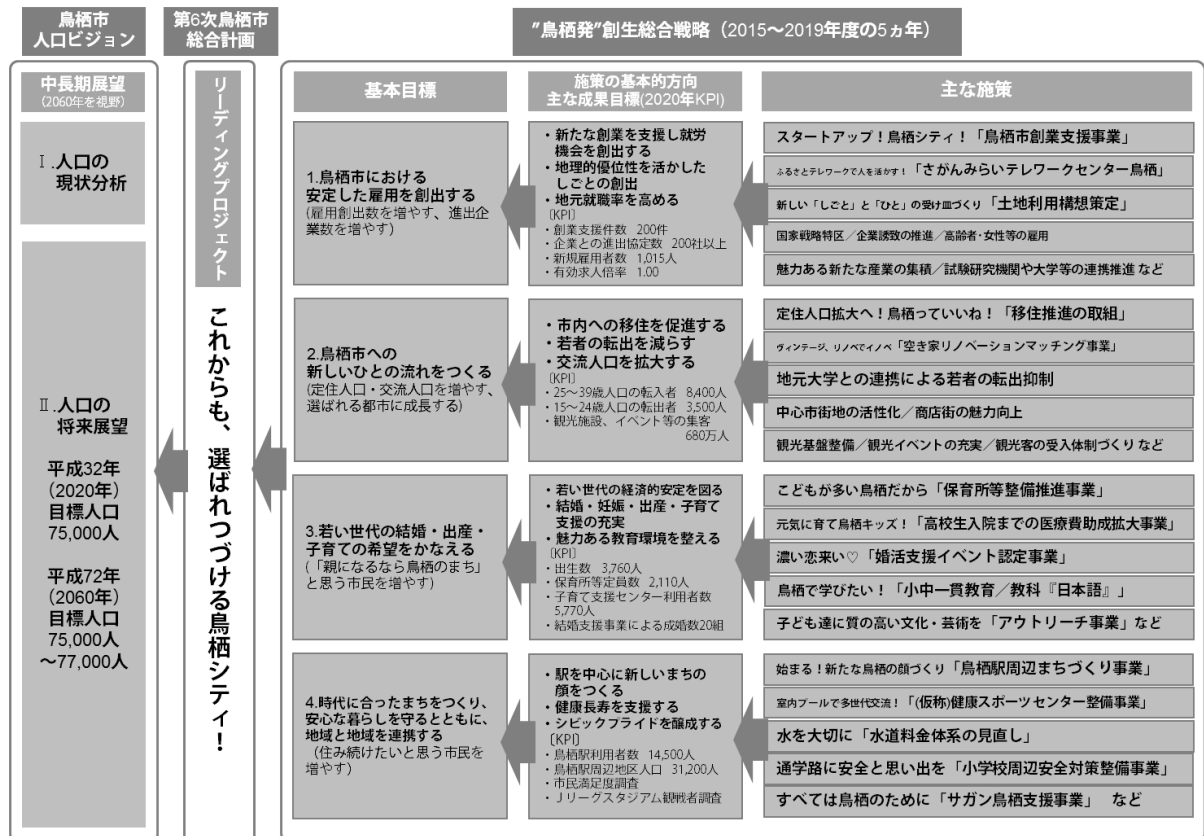 鳥栖市
人口ビジョン
第6次鳥栖市
総合計画
”鳥栖発”創生総合戦略（2015～2019年度の5ヵ年）
中長期展望
(2060年を視野)
Ⅰ.人口の
現状分析
Ⅱ.人口の
将来展望
平成32年
（2020年）
目標人口
75,000人
平成72年
（2060年）
目標人口
75,000人
～77,000人
リーディングプロジェクト
これからも、選ばれつづける鳥栖シティ！
基本目標
施策の基本的方向
主な成果目標(2020年KPI)
主な施策
1.鳥栖市における
安定した雇用を創出する
(雇用創出数を増やす、進出企
業数を増やす)
・新たな創業を支援し就労
機会を創出する
・地理的優位性を活かした
しごとの創出
・地元就職率を高める
［KPI］
・創業支援件数 200件
・企業との進出協定数 200社以上
・新規雇用者数 1,015人
・有効求人倍率 1.00
スタートアップ！鳥栖シティ！「鳥栖市創業支援事業」
ふるさとテレワークで人を活かす！「さがんみらいテレワークセンター鳥栖」
新しい「しごと」と「ひと」の受け皿づくり「土地利用構想策定」
国家戦略特区／企業誘致の推進／高齢者・女性等の雇用
魅力ある新たな産業の集積／試験研究機関や大学等の連携推進 など
2.鳥栖市への
新しいひとの流れをつくる
(定住人口・交流人口を増やす、
選ばれる都市に成長する)
・市内への移住を促進する
・若者の転出を減らす
・交流人口を拡大する
［KPI］
・25～39歳人口の転入者 8,400人
・15～24歳人口の転出者 3,500人
・観光施設、イベント等の集客
680万人
定住人口拡大へ！鳥栖っていいね！「移住推進の取組」
ヴィンテージ、リノベでイノベ「空き家リノベーションマッチング事業」
地元大学との連携による若者の転出抑制
中心市街地の活性化／商店街の魅力向上
観光基盤整備／観光イベントの充実／観光客の受入体制づくり など
3.若い世代の結婚・出産・
子育ての希望をかなえる
(「親になるなら鳥栖のまち」
と思う市民を増やす)
・若い世代の経済的安定を図る
・結婚・妊娠・出産・子育て
支援の充実
・魅力ある教育環境を整える
［KPI］
・出生数 3,760人
・保育所等定員数 2,110人
・子育て支援センター利用者数
5,770人
・結婚支援事業による成婚数20組
こどもが多い鳥栖だから「保育所等整備推進事業」
元気に育て鳥栖キッズ！「高校生入院までの医療費助成拡大事業」
濃い恋来い♡「婚活支援イベント認定事業」
鳥栖で学びたい！「小中一貫教育／教科『日本語』」
子ども達に質の高い文化・芸術を「アウトリーチ事業」など
4.時代に合ったまちをつくり、
安心な暮らしを守るとともに、
地域と地域を連携する
(住み続けたいと思う市民を
増やす)
・駅を中心に新しいまちの
顔をつくる
・健康長寿を支援する
・シビックプライドを醸成する
［KPI］
・鳥栖駅利用者数 14,500人
・鳥栖駅周辺地区人口 31,200人
・市民満足度調査
・Ｊリーグスタジアム観戦者調査
始まる！新たな鳥栖の顔づくり「鳥栖駅周辺まちづくり事業」
室内プールで多世代交流！「(仮称)健康スポーツセンター整備事業」
水を大切に「水道料金体系の見直し」
通学路に安全と思い出を「小学校周辺安全対策整備事業」
すべては鳥栖のために「サガン鳥栖支援事業」 など